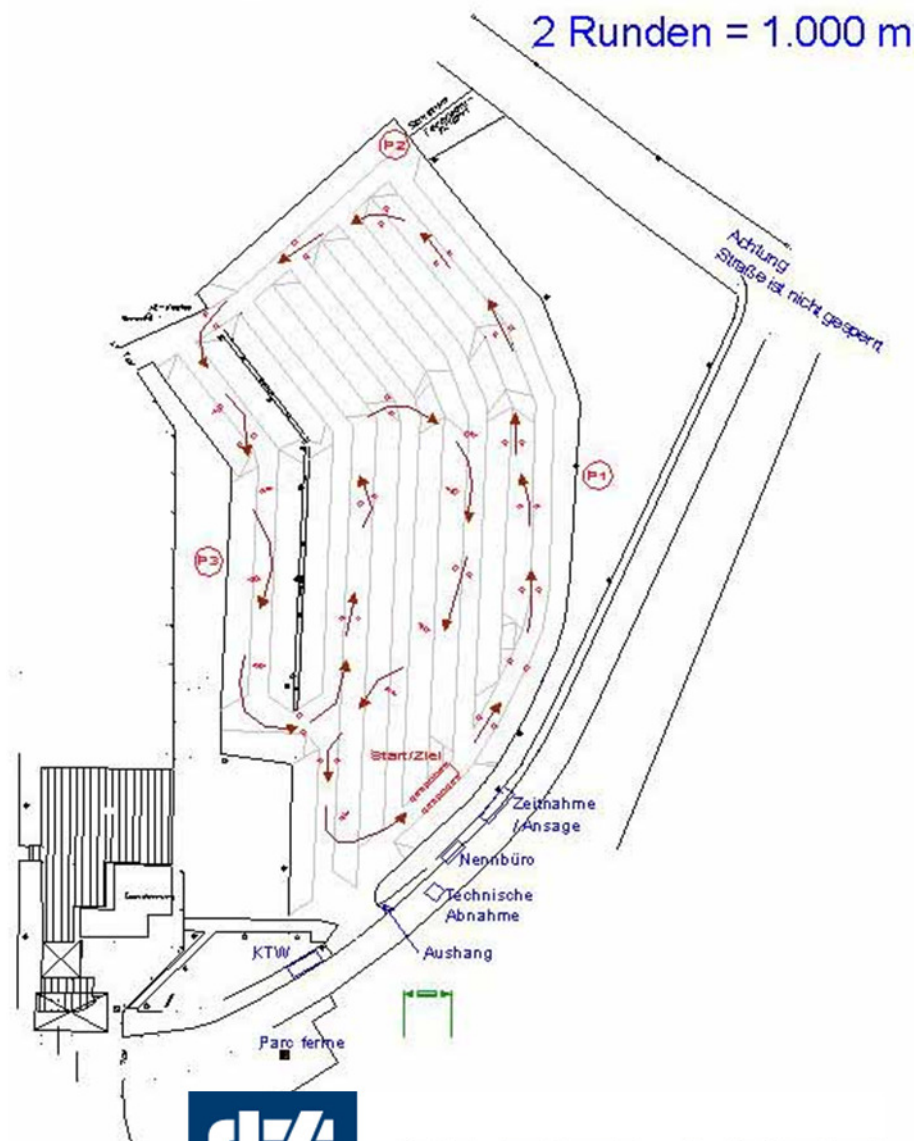 2 Runden = 1.000 m
P2
Achtung
Straße ist nicht gesperrt
P1
P3
Start/Ziel
Zeitnahme
/Ansage
Nennbüro
Technische
Abnahme
KTW
Aushang
Parc ferme